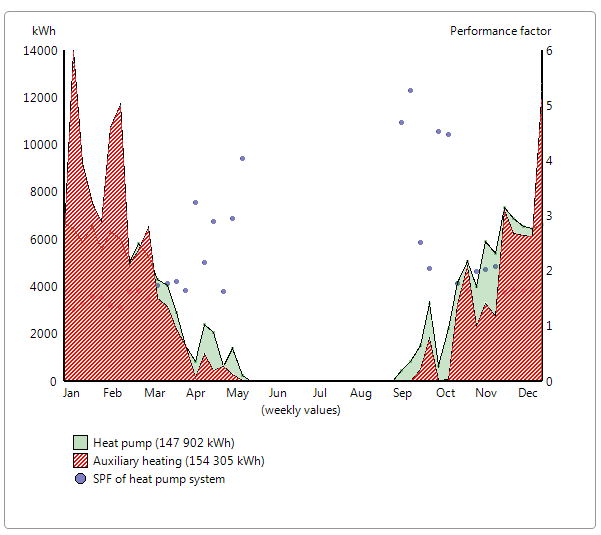 kWh Performance factor
14000 6
12000 5
10000 4
8000 3
6000 2
4000 1
2000 0
0
Jan Feb Mar Apr May Jun Jul Aug Sep Oct Nov Dec
(weekly values)
Heat pump (147 902 kWh)
Auxiliary heating (154 305 kWh)
SPF of heat pump system